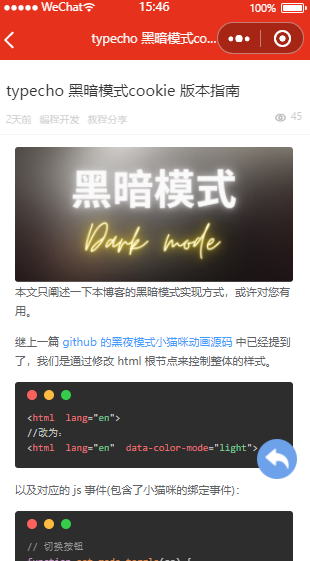 WeChat 15:46 100%
typecho 黑暗模式co...
typecho 黑暗模式cookie 版本指南
2天前 编程开发 教程分享 45
黑暗模式
Dark mode
本文只阐述一下本博客的黑暗模式实现方式，或许对您有
用。
继上一篇 github 的黑夜模式小猫咪动画源码 中已经提到
了，我们是通过修改 html 根节点来控制整体的样式。
<html lang="en">
//改为:
<html lang="en" data-color-mode="light">
以及对应的 js 事件(包含了小猫咪的绑定事件):
// 切换按钮